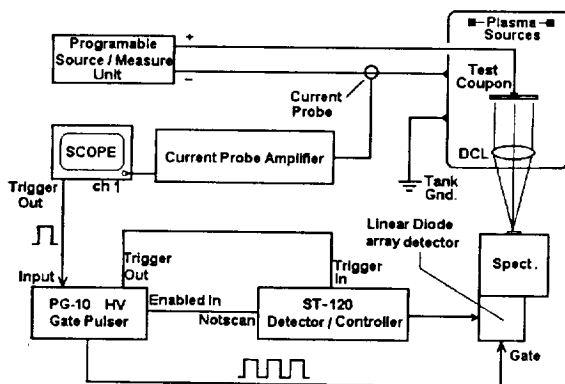 Programable
Source / Measure
Unit
+
−
Plasma
Sources
Test
Coupon
Current
Probe
SCOPE
ch 1
Current Probe Amplifier
DCL
Tank
Gnd.
Trigger
Out
Linear Diode
array detector
Input
Trigger
Out
Trigger
In
Spect.
PG-10 HV
Gate Pulser
Enabled In
Notscan
ST-120
Detector / Controller
Gate